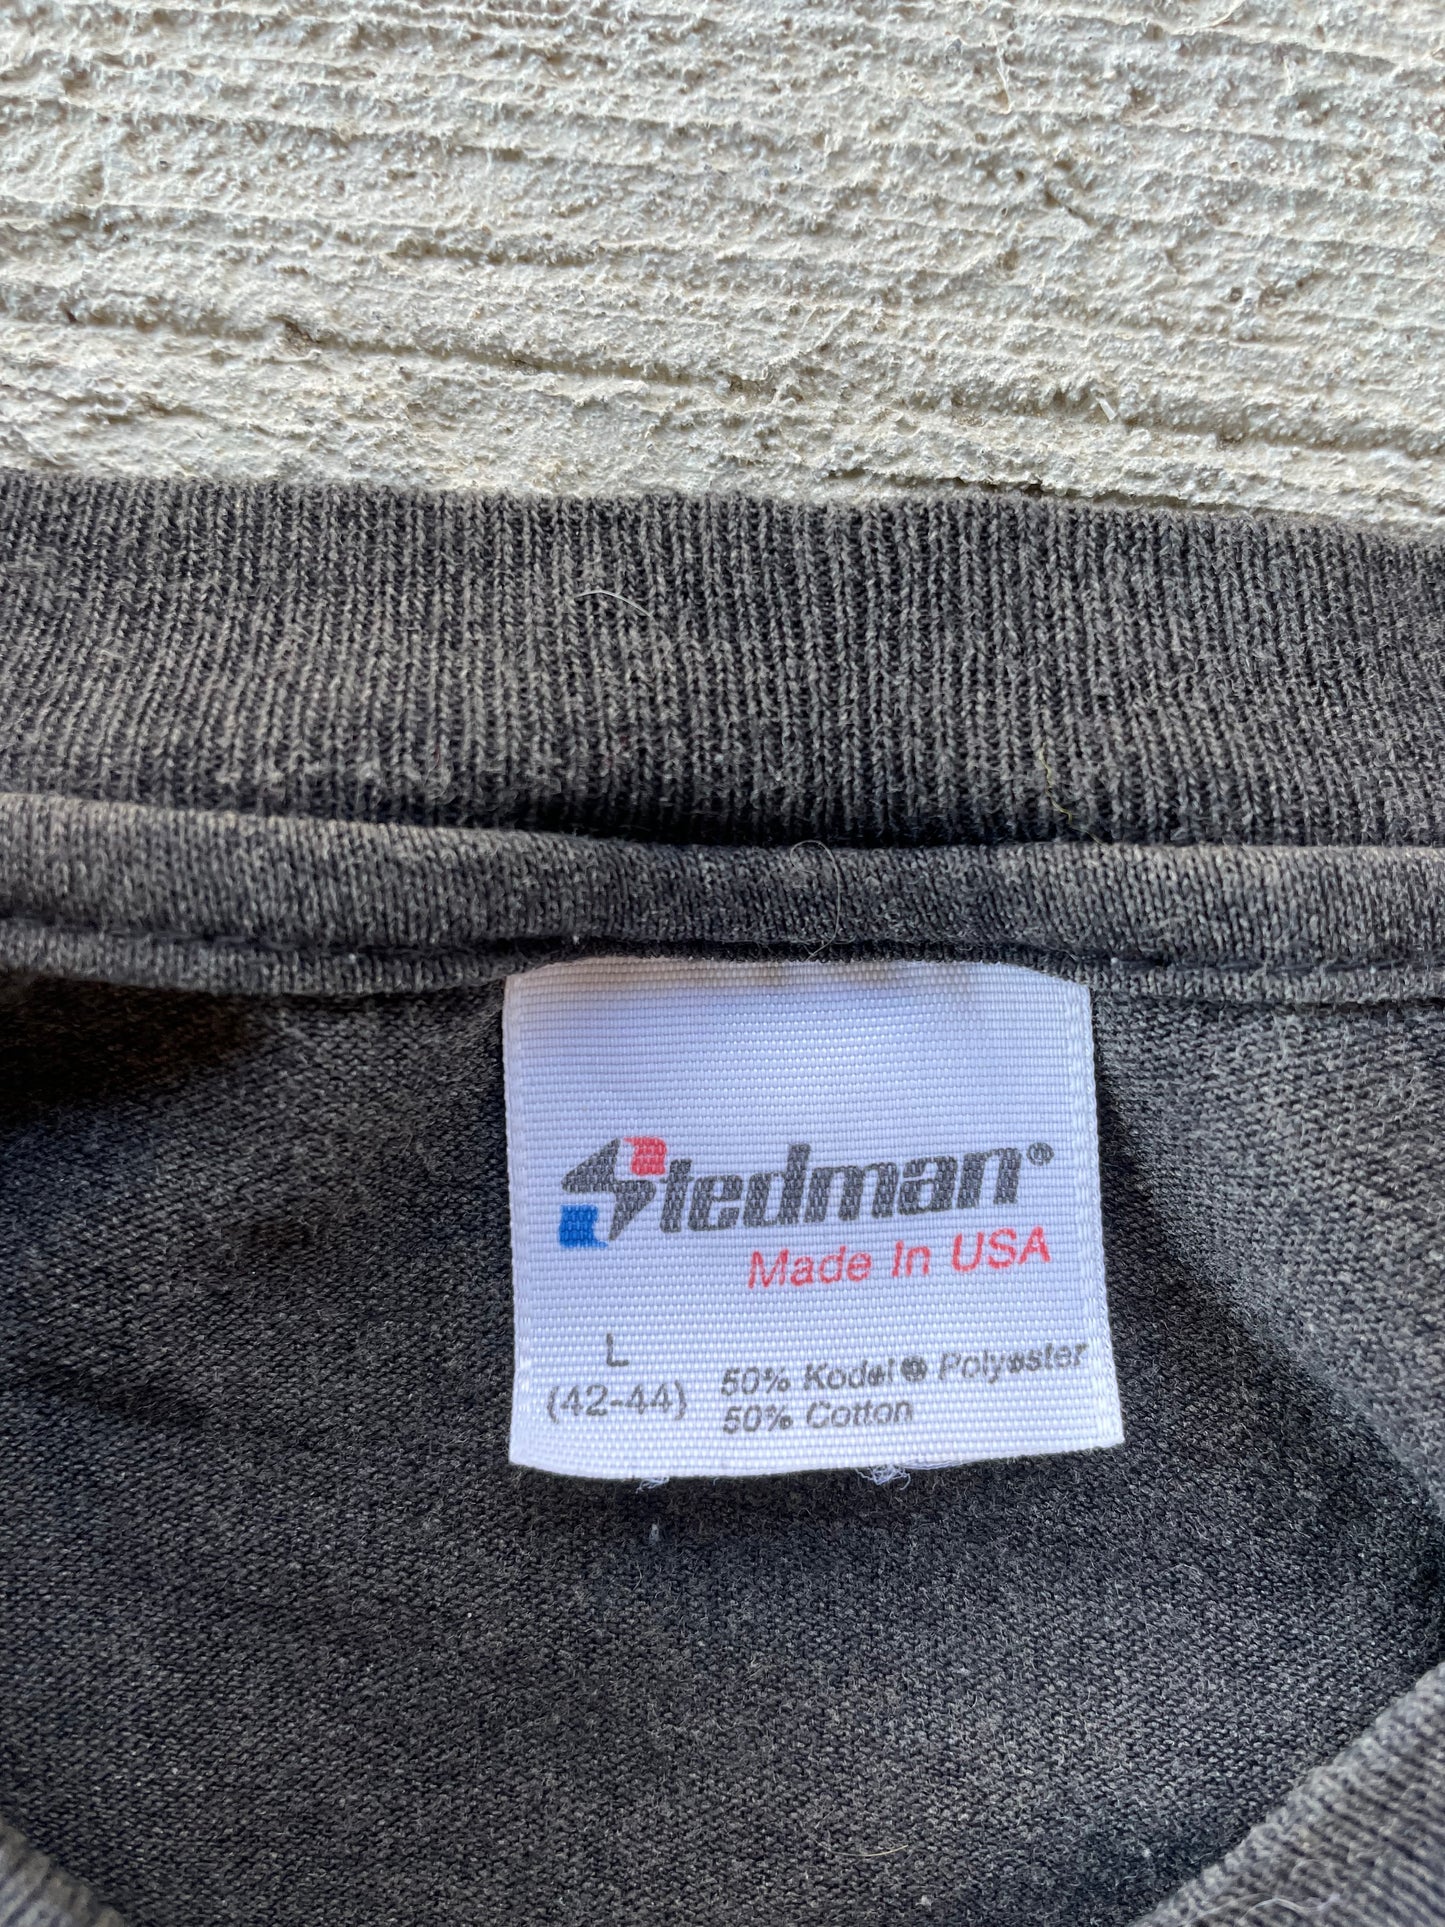 Stedman®
Made In USA
L
(42-44)
50% Kodel® Polyester
50% Cotton